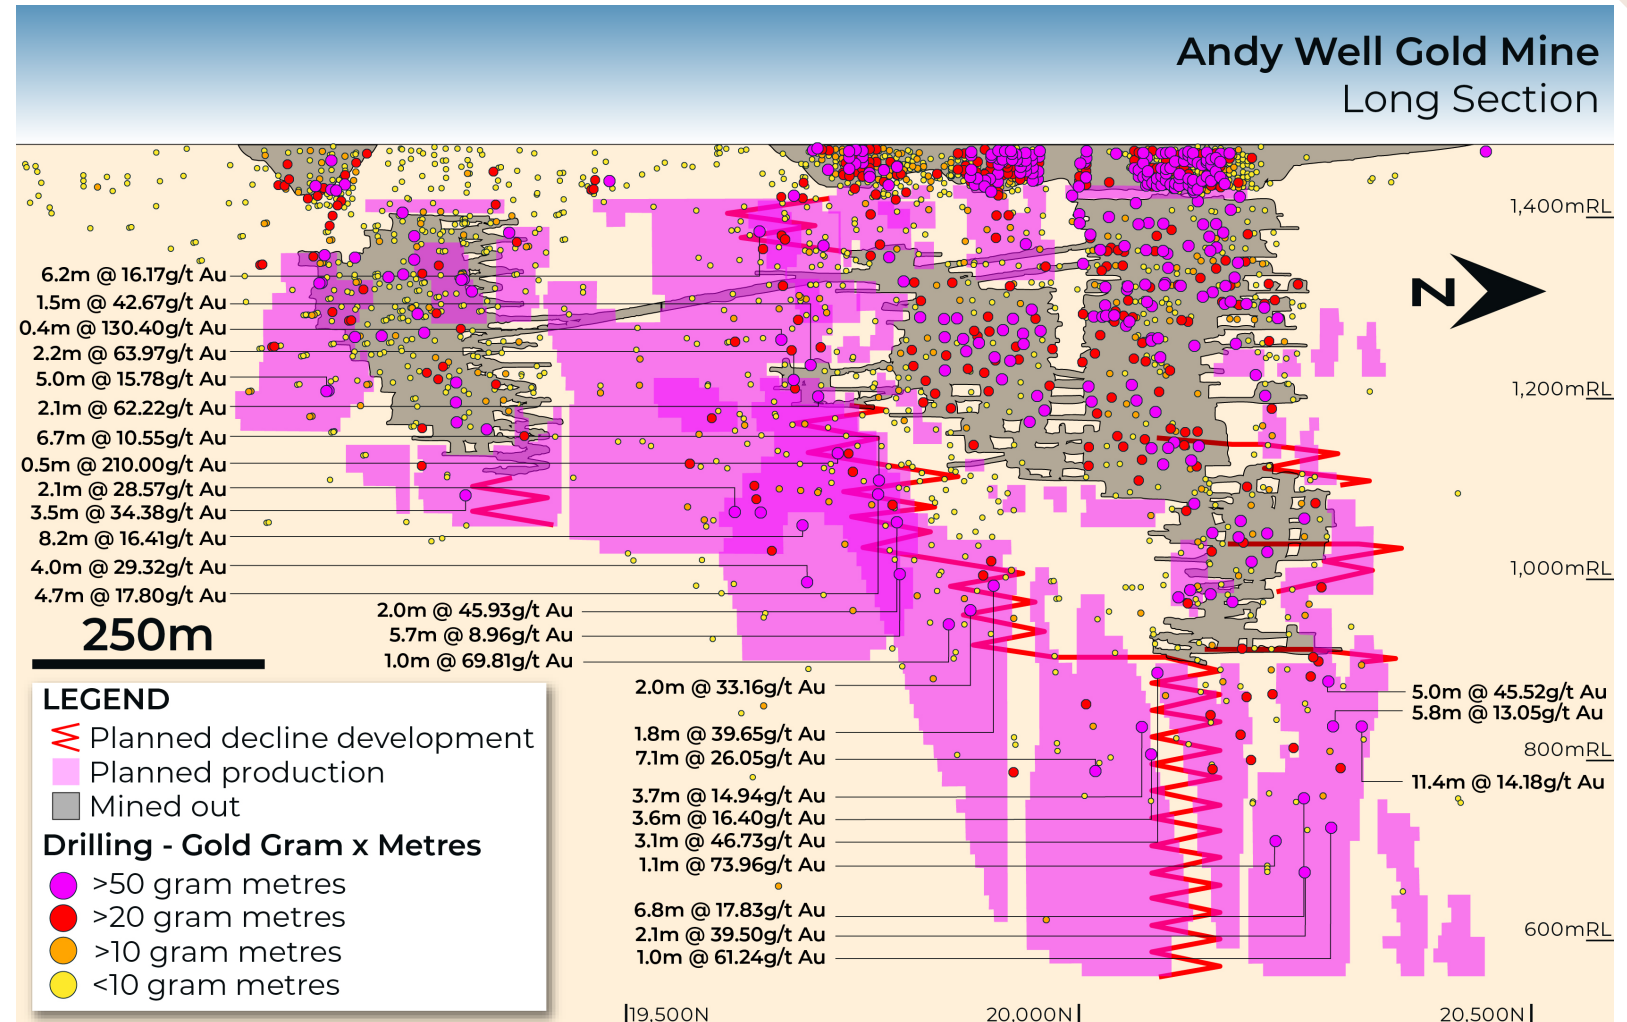 Andy Well Gold Mine
Long Section
1,400mRL
N
6.2m @ 16.17g/t Au
1.5m @ 42.67g/t Au
0.4m @ 130.40g/t Au
2.2m @ 63.97g/t Au
5.0m @ 15.78g/t Au
2.1m @ 62.22g/t Au
6.7m @ 10.55g/t Au
0.5m @ 210.00g/t Au
2.1m @ 28.57g/t Au
3.5m @ 34.38g/t Au
8.2m @ 16.41g/t Au
4.0m @ 29.32g/t Au
4.7m @ 17.80g/t Au
1,200mRL
1,000mRL
2.0m @ 45.93g/t Au
5.7m @ 8.96g/t Au
1.0m @ 69.81g/t Au
250m
2.0m @ 33.16g/t Au
1.8m @ 39.65g/t Au
7.1m @ 26.05g/t Au
3.7m @ 14.94g/t Au
3.6m @ 16.40g/t Au
3.1m @ 46.73g/t Au
1.1m @ 73.96g/t Au
6.8m @ 17.83g/t Au
2.1m @ 39.50g/t Au
1.0m @ 61.24g/t Au
5.0m @ 45.52g/t Au
5.8m @ 13.05g/t Au
800mRL
11.4m @ 14.18g/t Au
600mRL
LEGEND
Planned decline development
Planned production
Mined out
Drilling - Gold Gram x Metres
>50 gram metres
>20 gram metres
>10 gram metres
<10 gram metres
19,500N
20,000N
20,500N